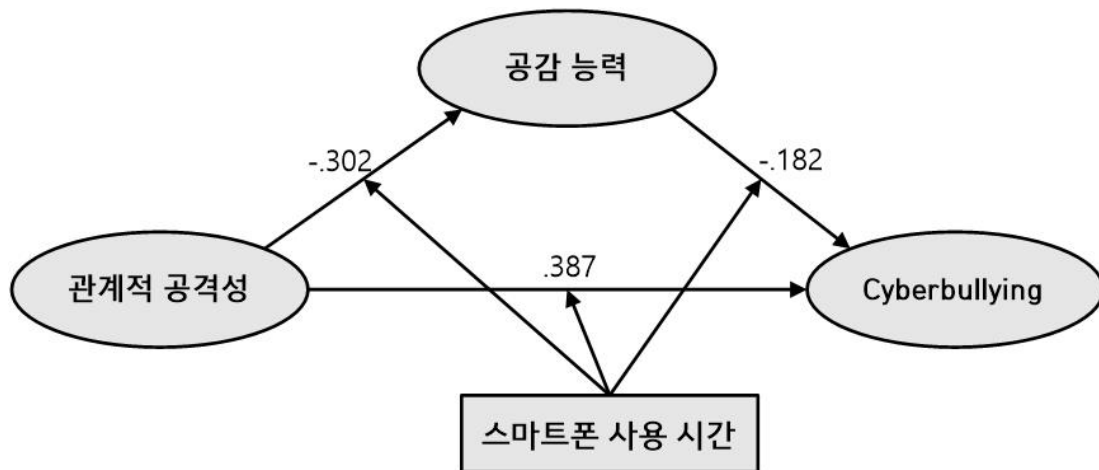 공감 능력
-.302
-.182
관계적 공격성
.387
Cyberbullying
스마트폰 사용 시간